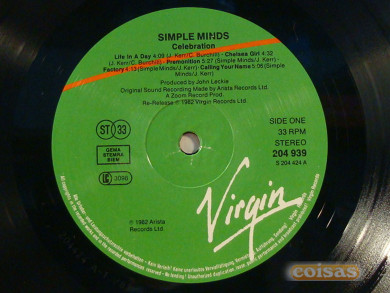 SIMPLE MINDS
Celebration
Life In A Day 4:09 (J. Kerr/C. Burchill) · Chelsea Girl 4:32
(J. Kerr/C. Burchill) · Premonition 5:27 (Simple Minds/J. Kerr)
Factory 4:13 (Simple Minds/J. Kerr) · Calling Your Name 5:06 (Simple
Minds/J. Kerr)
Produced by John Leckie
Original Sound Recording Made by Arista Records Ltd.
A Zoom Record Prod.
Re-Release ℗ 1982 Virgin Records Ltd.
ST 33
GEMA
STEMRA
BIEM
LC 3098
SIDE ONE
33 RPM
STEREO
204 939
S 204 424 A
Virgin
℗ 1982 Arista
Records Ltd.
coisas